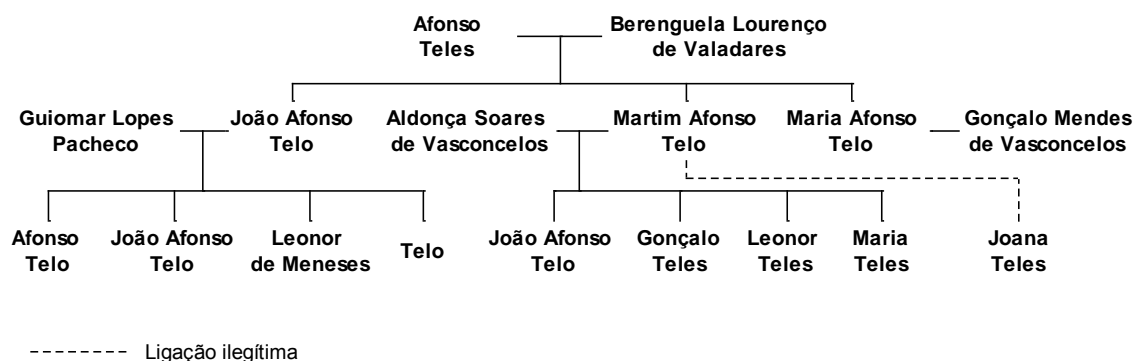 Afonso
Teles
Berenguela Lourenço
de Valadares
Guiomar Lopes
Pacheco
João Afonso
Telo
Aldonça Soares
de Vasconcelos
Martim Afonso
Telo
Maria Afonso
Telo
Gonçalo Mendes
de Vasconcelos
Afonso
Telo
João Afonso
Telo
Leonor
de Meneses
Telo
João Afonso
Telo
Gonçalo
Teles
Leonor
Teles
Maria
Teles
Joana
Teles
Ligação ilegítima